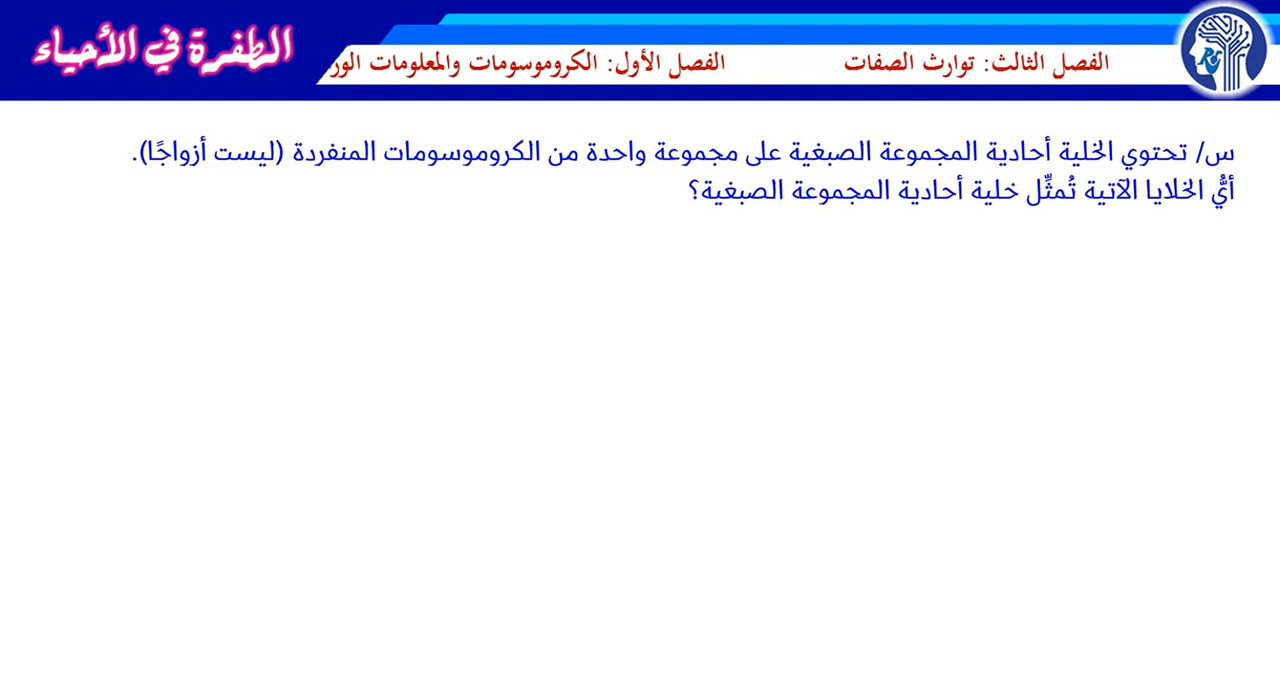 الطفرة في الأحياء
الفصل الثالث: توارث الصفات
الفصل الأول: الكروموسومات والمعلومات
س/ تحتوي الخلية أحادية المجموعة الصبغية على مجموعة واحدة من الكروموسومات المنفردة (ليست أزواجًا).
أيُّ الخلايا الآتية تُمثِّل خلية أحادية المجموعة الصبغية؟